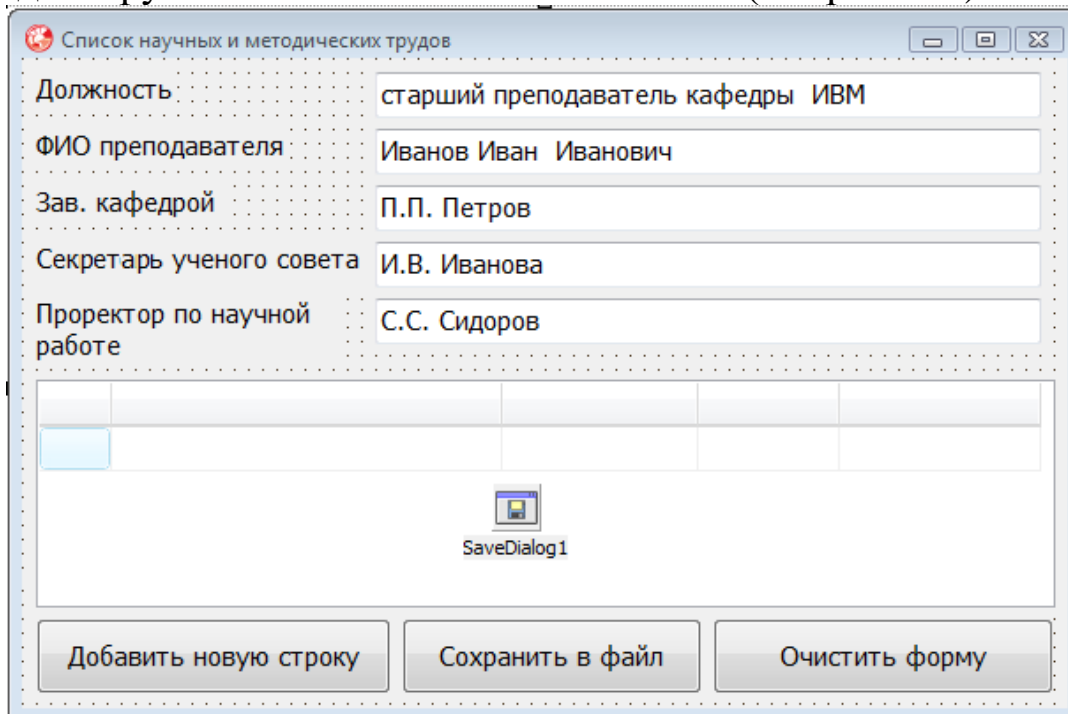 Список научных и методических трудов
Должность старший преподаватель кафедры ИВМ
ФИО преподавателя Иванов Иван Иванович
Зав. кафедрой П.П. Петров
Секретарь ученого совета И.В. Иванова
Проректор по научной С.С. Сидоров
работе
SaveDialog1
Добавить новую строку Сохранить в файл Очистить форму